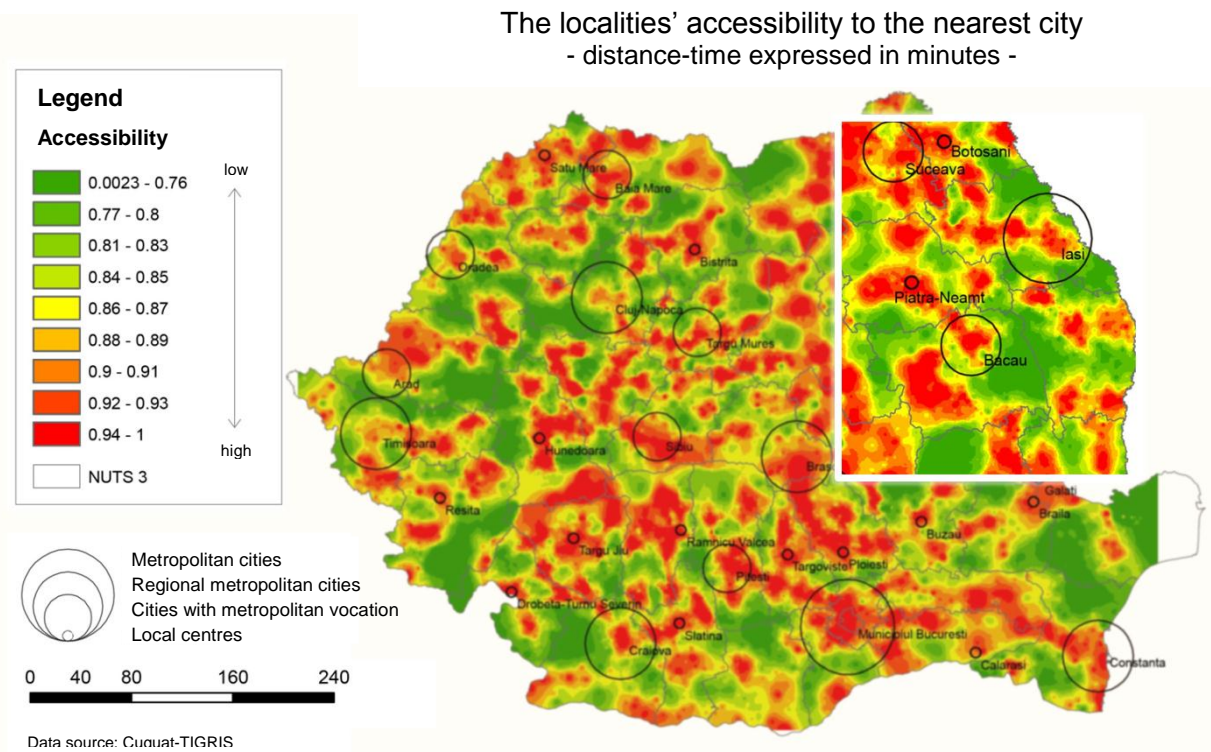 The localities’ accessibility to the nearest city
- distance-time expressed in minutes -
Legend
Accessibility
low
0.0023 - 0.76
0.77 - 0.8
0.81 - 0.83
0.84 - 0.85
0.86 - 0.87
0.88 - 0.89
0.9 - 0.91
0.92 - 0.93
0.94 - 1
high
NUTS 3
Metropolitan cities
Regional metropolitan cities
Cities with metropolitan vocation
Local centres
0 40 80 160 240
Data source: Cuguat-TIGRIS
Botosani
Suceava
Satu Mare
Baia Mare
Iasi
Oradea
Bistrita
Piatra-Neamt
Cluj-Napoca
Targu Mures
Bacau
Arad
Timisoara
Hunedoara
Sibiu
Braso
Resita
Galati
Braila
Buzau
Ramnicu Valcea
Targu Jiu
Targoviste
Ploiesti
Pitesti
Drobeta-Turnu Severin
Slatina
Craiova
Municipiul Bucuresti
Calarasi
Constanta